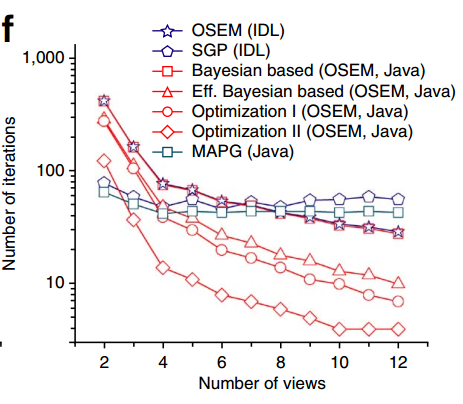 f
OSEM (IDL)
SGP (IDL)
Bayesian based (OSEM, Java)
Eff. Bayesian based (OSEM, Java)
Optimization I (OSEM, Java)
Optimization II (OSEM, Java)
MAPG (Java)
Number of iterations
1,000
100
10
2 4 6 8 10 12
Number of views